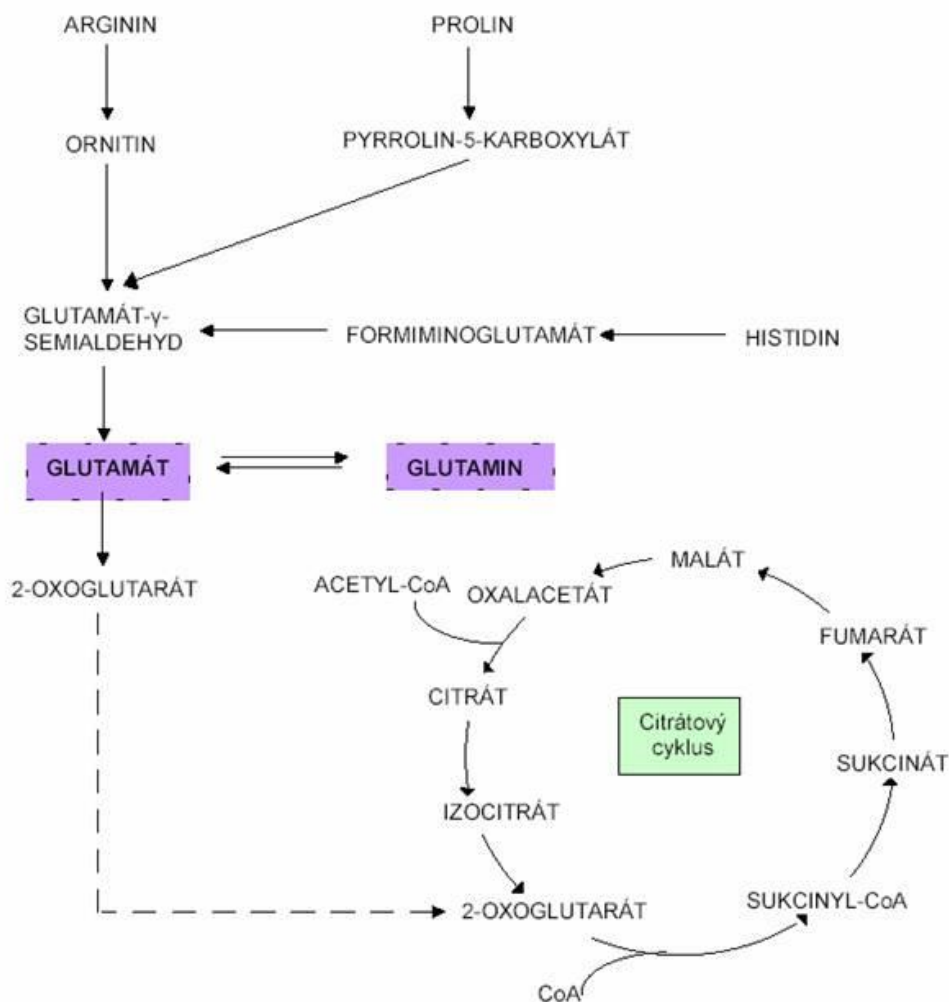 ARGININ
PROLIN
ORNITIN
PYRROLIN-5-KARBOXYLÁT
GLUTAMÁT-γ-
SEMIALDEHYD
FORMIMINOGLUTAMÁT
HISTIDIN
GLUTAMÁT
GLUTAMIN
2-OXOGLUTARÁT
ACETYL-CoA
OXALACETÁT
MALÁT
FUMARÁT
CITRÁT
Citrátový
cyklus
SUKCINÁT
IZOCITRÁT
2-OXOGLUTARÁT
SUKCINYL-CoA
CoA